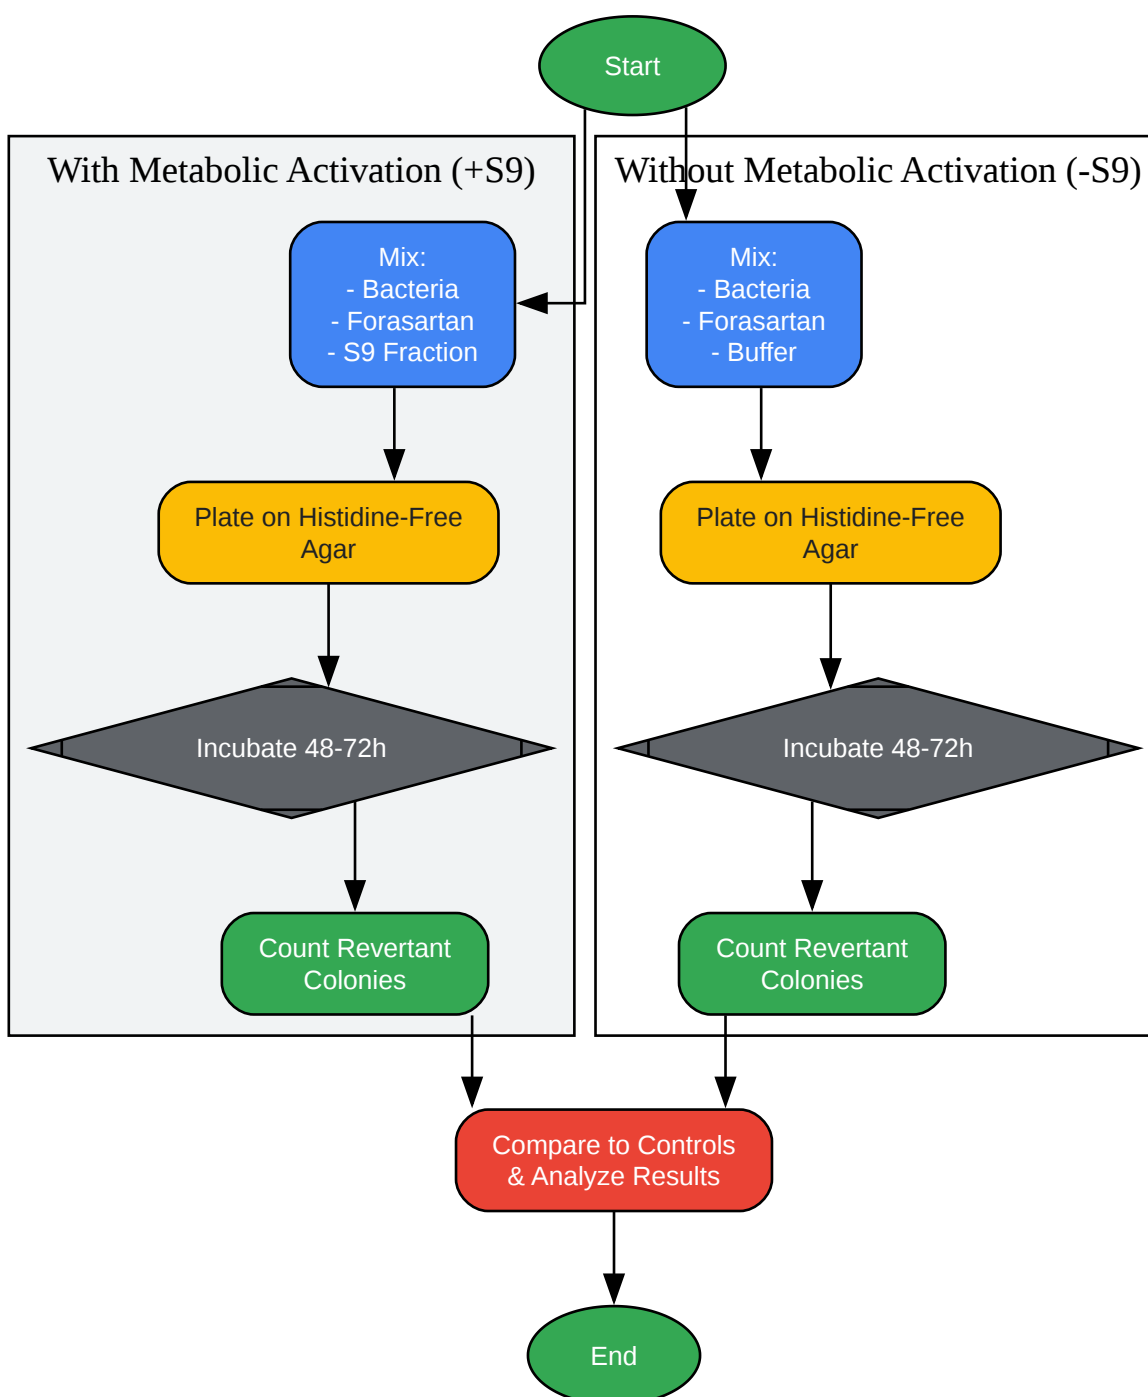 Start
With Metabolic Activation (+S9)
Mix:
- Bacteria
- Forasartan
- S9 Fraction
Plate on Histidine-Free
Agar
Incubate 48-72h
Count Revertant
Colonies
Without Metabolic Activation (-S9)
Mix:
- Bacteria
- Forasartan
- Buffer
Plate on Histidine-Free
Agar
Incubate 48-72h
Count Revertant
Colonies
Compare to Controls
& Analyze Results
End